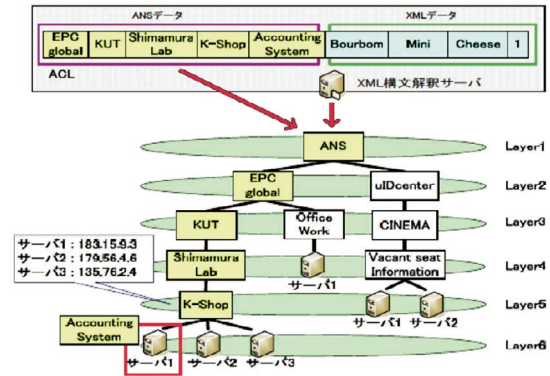 ANSデータ
XMLデータ
EPC global
KUT
Shimamura Lab
K-Shop
Accounting System
Bourbom
Mini
Cheese
1
ACL
XML構文解釈サーバ
ANS
Layer1
EPC global
uIDcenter
Layer2
KUT
Office Work
CINEMA
Layer3
サーバ1:183.15.9.3
サーバ2:179.56.4.6
サーバ3:135.76.2.4
Shimamura Lab
サーバ1
Vacant seat Information
Layer4
K-Shop
サーバ1
サーバ2
Layer5
Accounting System
サーバ1
サーバ2
サーバ3
Layer6